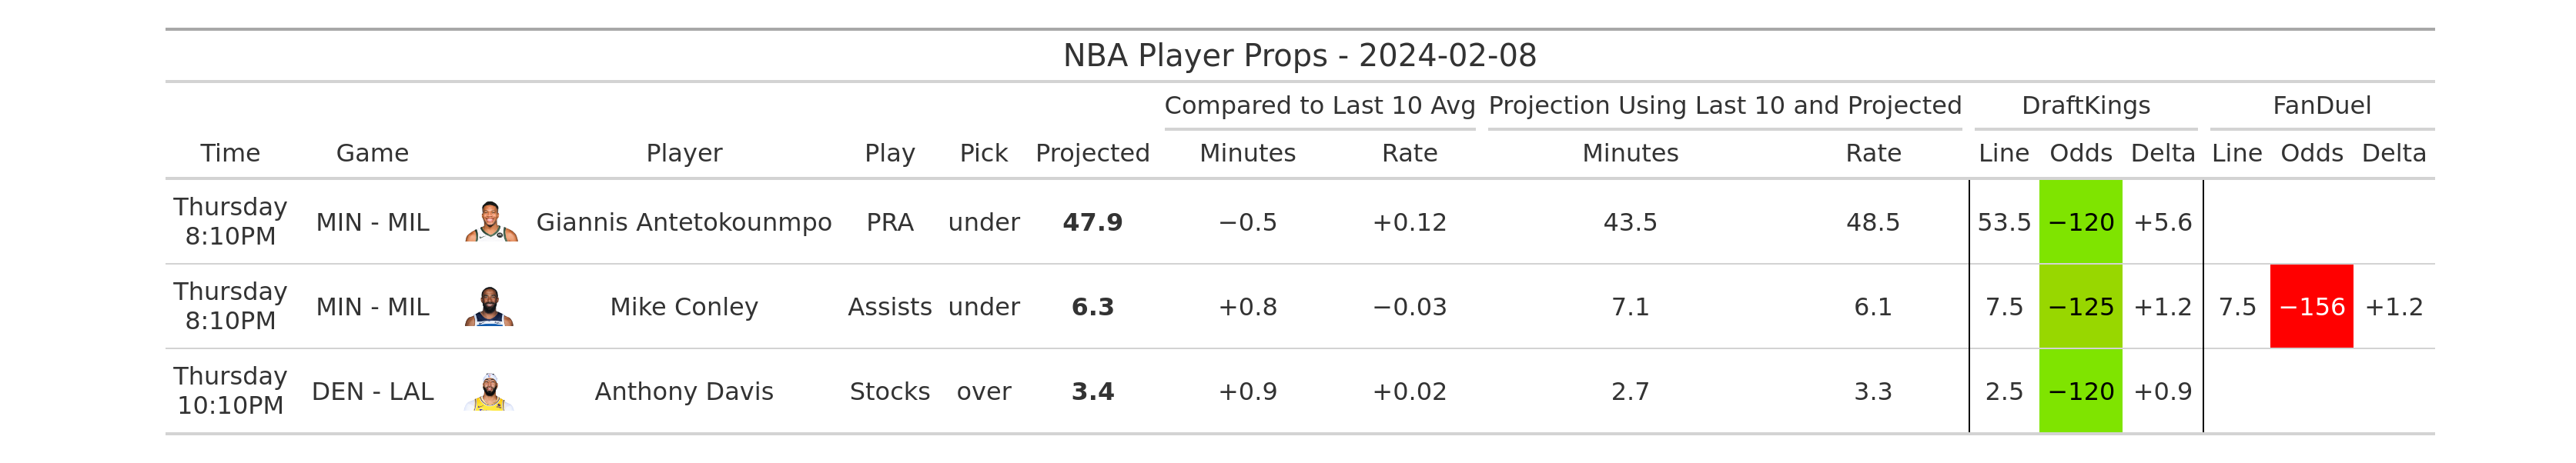 NBA Player Props - 2024-02-08
Compared to Last 10 Avg Projection Using Last 10 and Projected DraftKings FanDuel
Time Game Player Play Pick Projected Minutes Rate Minutes Rate Line Odds Delta Line Odds Delta
Thursday
8:10PM MIN - MIL Giannis Antetokounmpo PRA under 47.9 −0.5 +0.12 43.5 48.5 53.5 −120 +5.6
Thursday
8:10PM MIN - MIL Mike Conley Assists under 6.3 +0.8 −0.03 7.1 6.1 7.5 −125 +1.2 7.5 −156 +1.2
Thursday
10:10PM DEN - LAL Anthony Davis Stocks over 3.4 +0.9 +0.02 2.7 3.3 2.5 −120 +0.9